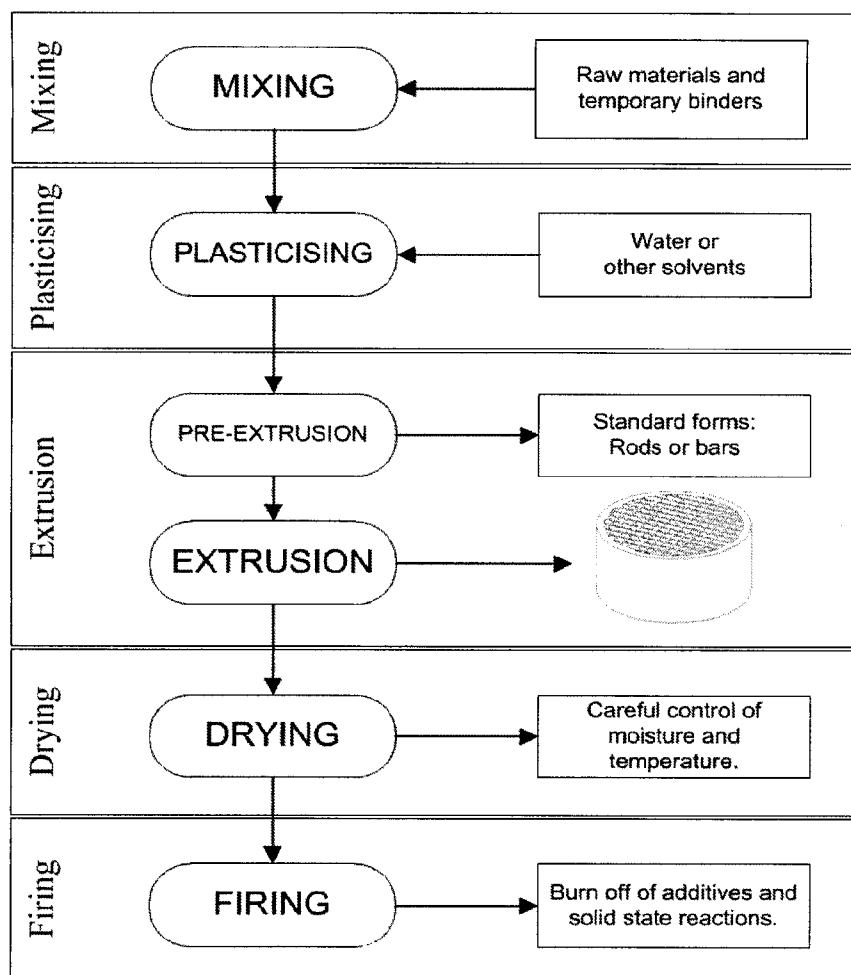 Mixing
MIXING
Raw materials and
temporary binders
Plasticising
PLASTICISING
Water or
other solvents
Extrusion
PRE-EXTRUSION
Standard forms:
Rods or bars
EXTRUSION
Drying
DRYING
Careful control of
moisture and
temperature.
Firing
FIRING
Burn off of additives and
solid state reactions.